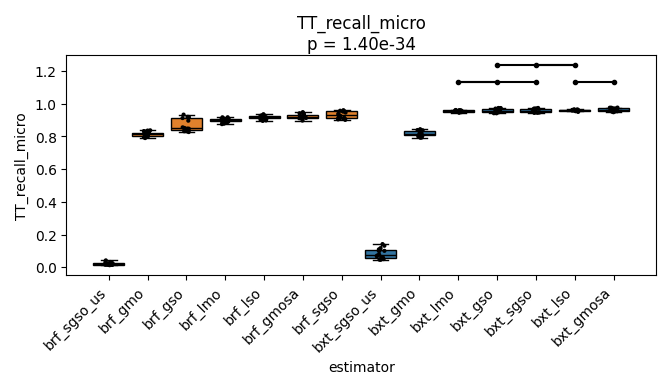 TT_recall_micro
p = 1.40e-34
TT_recall_micro
1.2
1.0
0.8
0.6
0.4
0.2
0.0
brf_sgso_us
brf_gmo
brf_gso
brf_lmo
brf_lso
brf_gmosa
brf_sgso
bxt_sgso_us
bxt_gmo
bxt_lmo
bxt_gso
bxt_sgso
bxt_lso
bxt_gmosa
estimator